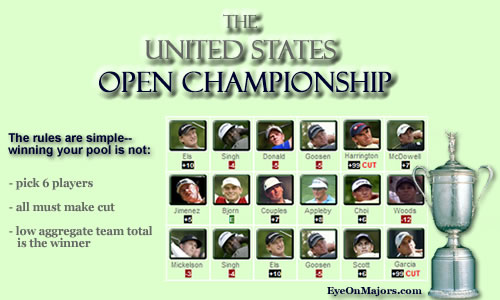 THE
UNITED STATES
OPEN CHAMPIONSHIP
The rules are simple--
winning your pool is not:
- pick 6 players
- all must make cut
- low aggregate team total
is the winner
Els Singh Donald Goosen Harrington McDowell
+10 -4 -5 -5 +99 CUT +7
Jimenez Bjorn Couples Appleby Choi Woods
+5 +7 +5 +6 -12
Mickelson Singh Els Goosen Scott Garcia
-3 -4 +10 -5 +6 +99 CUT
EyeOnMajors.com